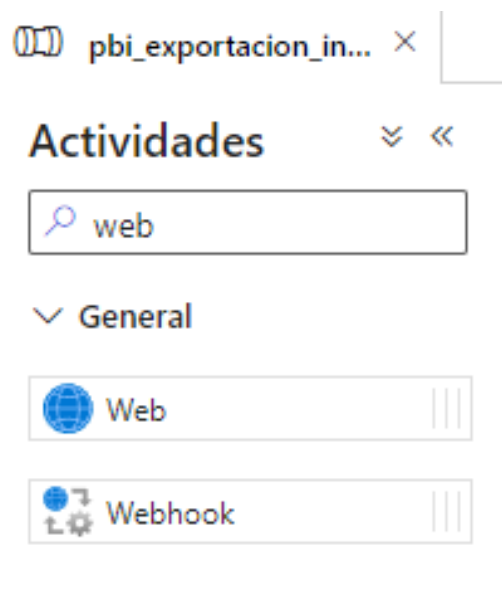 pbi_exportacion_in...
Actividades
web
General
Web
Webhook